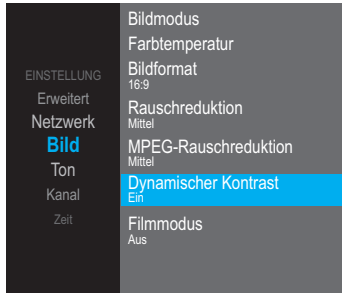 EINSTELLUNG
Erweitert
Netzwerk
Bild
Ton
Kanal
Zeit
Bildmodus
Farbtemperatur
Bildformat
16:9
Rauschreduktion
Mittel
MPEG-Rauschreduktion
Mittel
Dynamischer Kontrast
Ein
Filmmodus
Aus